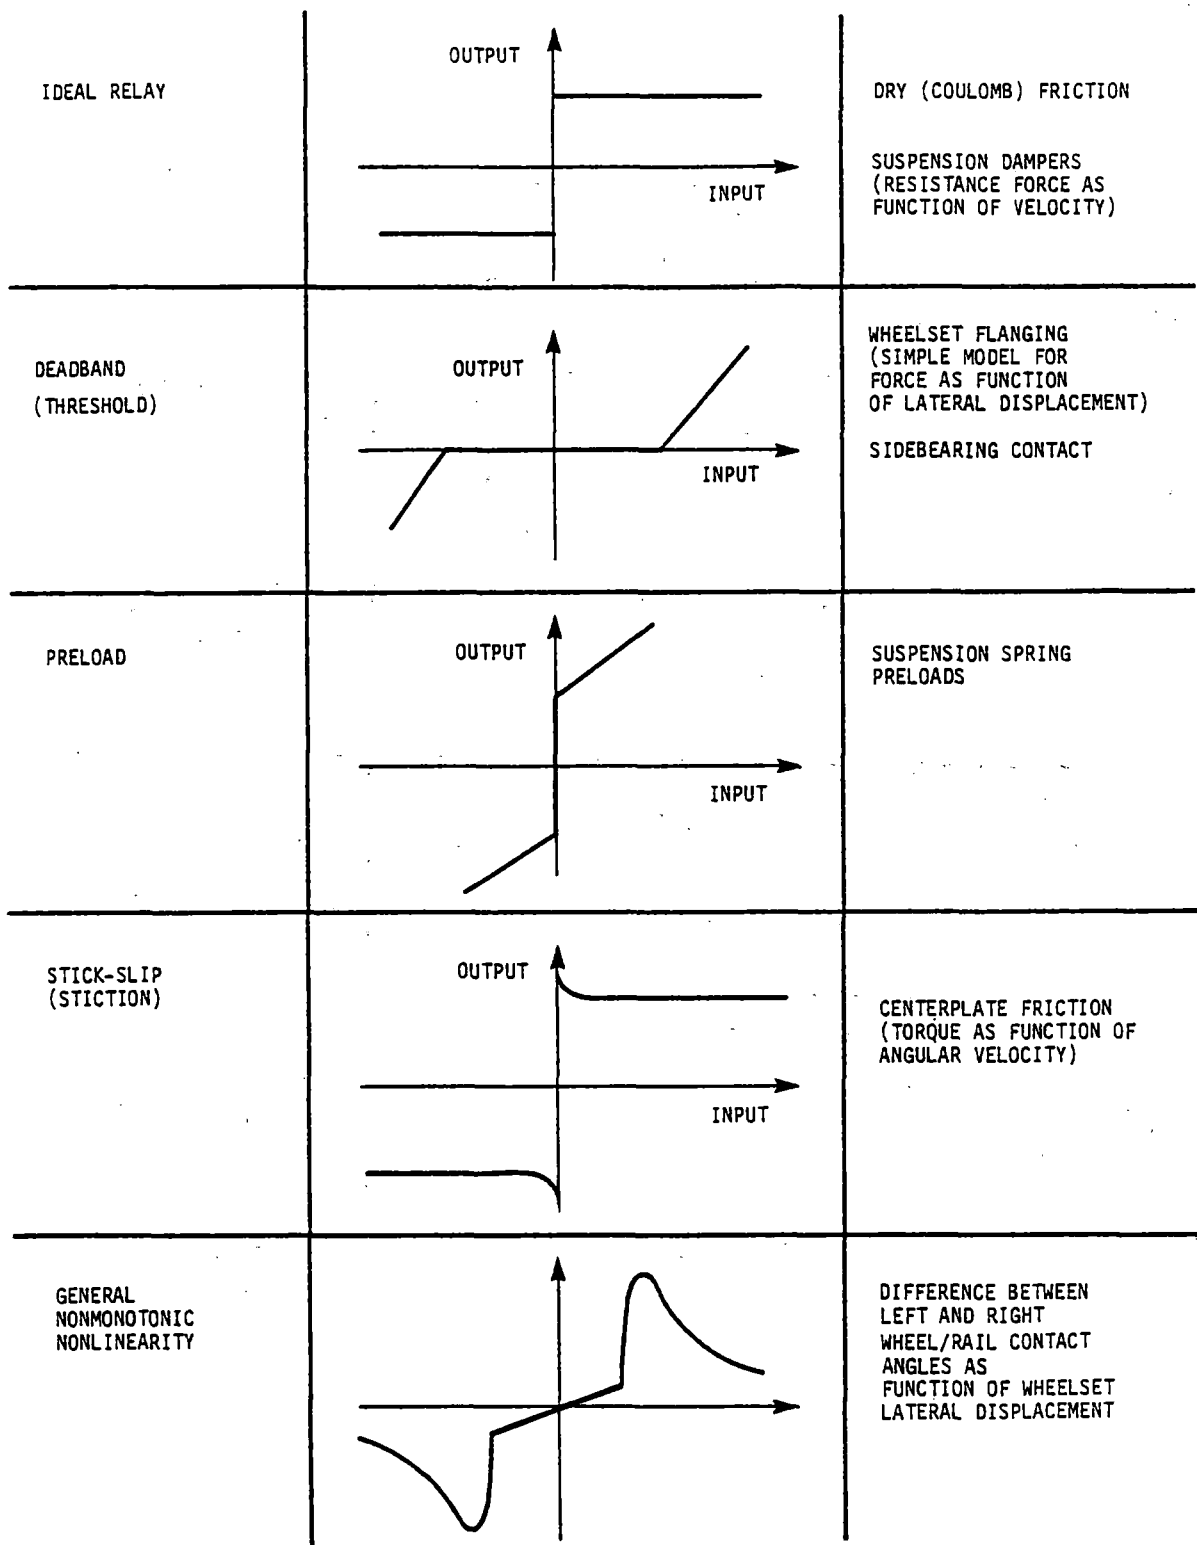 IDEAL RELAY
OUTPUT
INPUT
DRY (COULOMB) FRICTION
SUSPENSION DAMPERS
(RESISTANCE FORCE AS
FUNCTION OF VELOCITY)
DEADBAND
(THRESHOLD)
OUTPUT
INPUT
WHEELSET FLANGING
(SIMPLE MODEL FOR
FORCE AS FUNCTION
OF LATERAL DISPLACEMENT)
SIDEBEARING CONTACT
PRELOAD
OUTPUT
INPUT
SUSPENSION SPRING
PRELOADS
STICK-SLIP
(STICTION)
OUTPUT
INPUT
CENTERPLATE FRICTION
(TORQUE AS FUNCTION OF
ANGULAR VELOCITY)
GENERAL
NONMONOTONIC
NONLINEARITY
DIFFERENCE BETWEEN
LEFT AND RIGHT
WHEEL/RAIL CONTACT
ANGLES AS
FUNCTION OF WHEELSET
LATERAL DISPLACEMENT